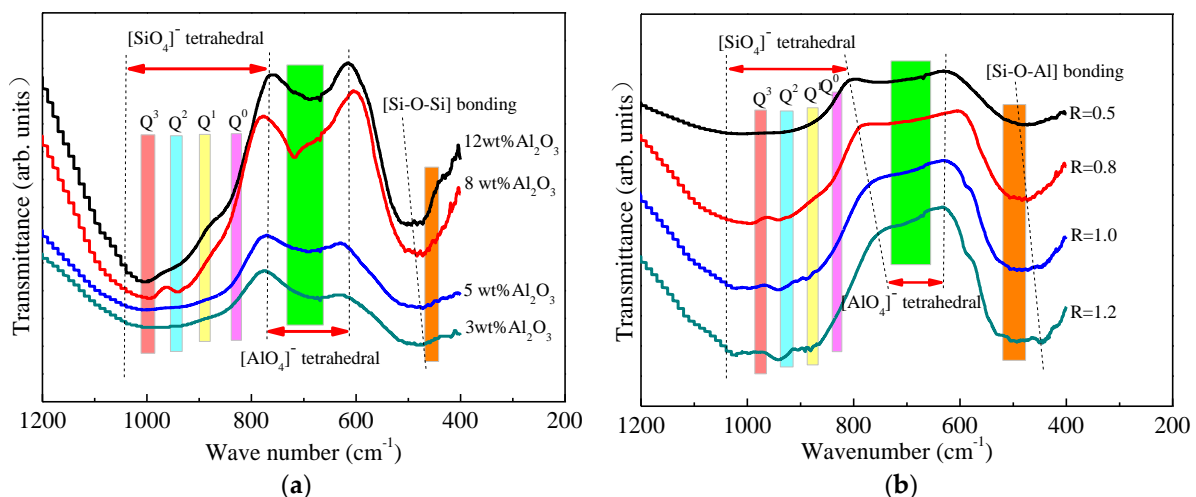 (a)
[SiO₄]⁻ tetrahedral
Q³ Q² Q¹ Q⁰
[Si-O-Si] bonding
12wt%Al₂O₃
8 wt%Al₂O₃
5 wt%Al₂O₃
3wt%Al₂O₃
[AlO₄]⁻ tetrahedral
Transmittance (arb. units)
1200 1000 800 600 400 200
Wave number (cm⁻¹)
(a)
(b)
[SiO₄]⁻ tetrahedral
Q³ Q² Q¹ Q⁰
[Si-O-Al] bonding
R=0.5
R=0.8
R=1.0
R=1.2
[AlO₄]⁻ tetrahedral
Transmittance (arb. units)
1200 1000 800 600 400 200
Wavenumber (cm⁻¹)
(b)